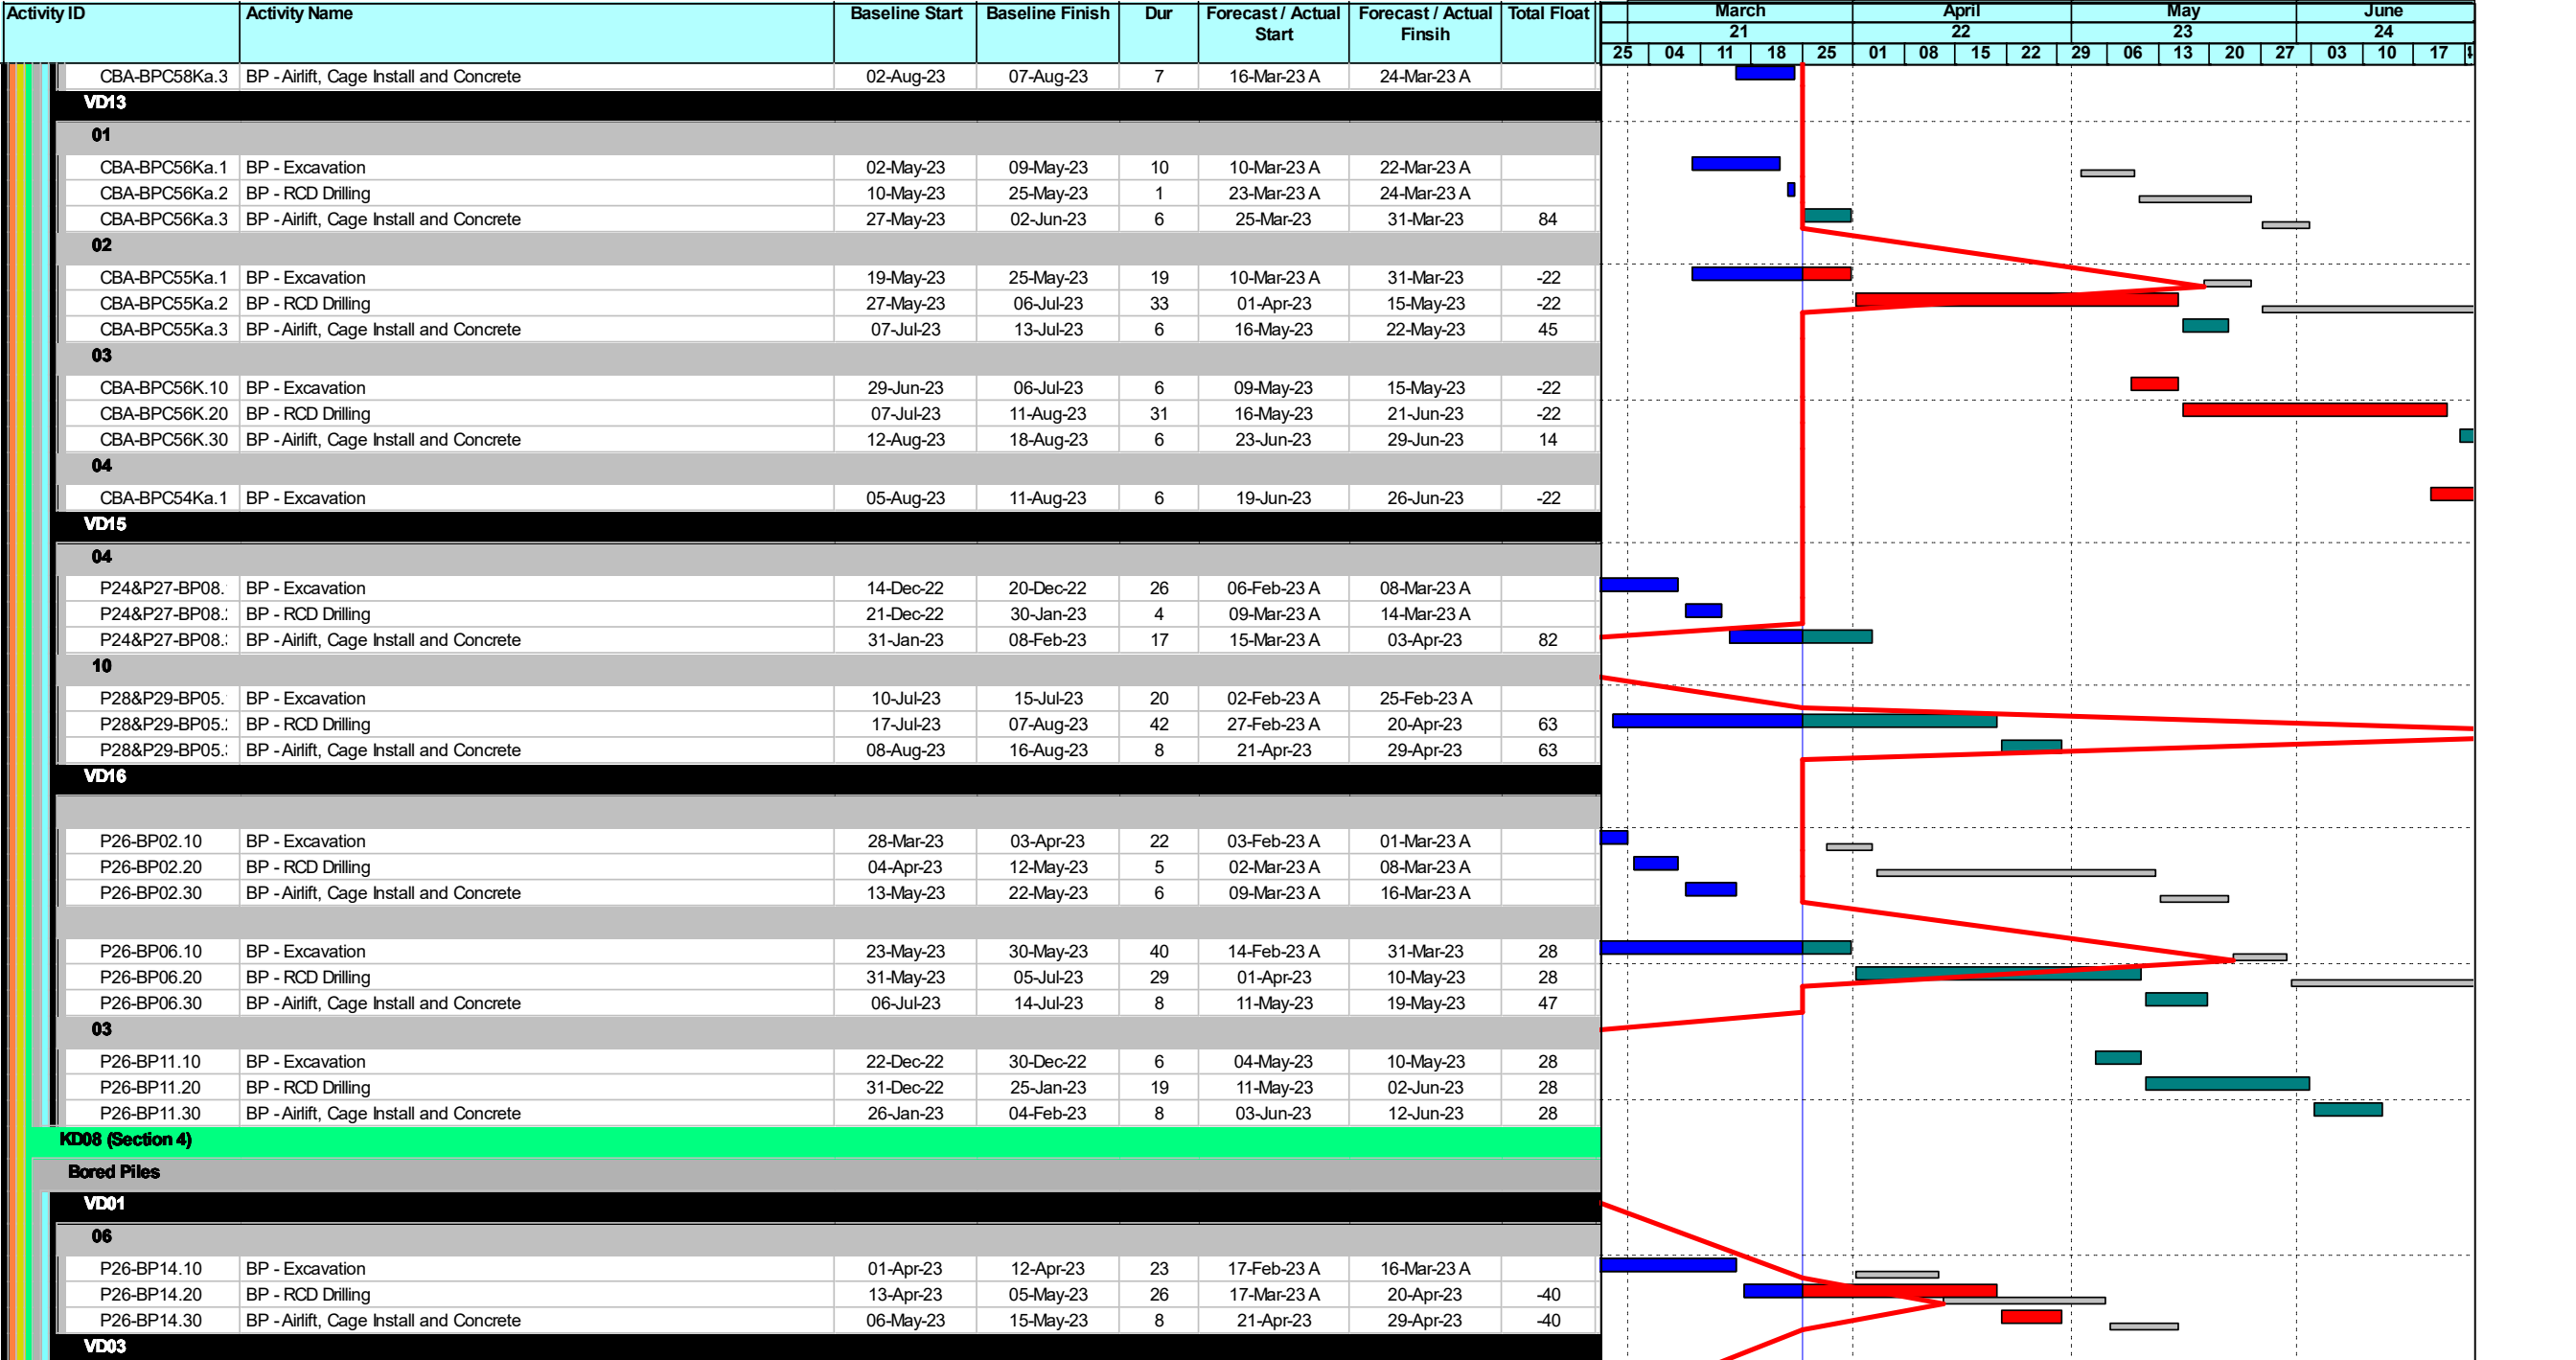 Activity ID Activity Name Baseline Start Baseline Finish Dur Forecast / Actual Start Forecast / Actual Finsih Total Float March April May June
21 22 23 24
25 04 11 18 25 01 08 15 22 29 06 13 20 27 03 10 17
CBA-BPC58Ka.3 BP - Airlift, Cage Install and Concrete 02-Aug-23 07-Aug-23 7 16-Mar-23 A 24-Mar-23 A
VD13
01
CBA-BPC56Ka.1 BP - Excavation 02-May-23 09-May-23 10 10-Mar-23 A 22-Mar-23 A
CBA-BPC56Ka.2 BP - RCD Drilling 10-May-23 25-May-23 1 23-Mar-23 A 24-Mar-23 A
CBA-BPC56Ka.3 BP - Airlift, Cage Install and Concrete 27-May-23 02-Jun-23 6 25-Mar-23 31-Mar-23 84
02
CBA-BPC55Ka.1 BP - Excavation 19-May-23 25-May-23 19 10-Mar-23 A 31-Mar-23 -22
CBA-BPC55Ka.2 BP - RCD Drilling 27-May-23 06-Jul-23 33 01-Apr-23 15-May-23 -22
CBA-BPC55Ka.3 BP - Airlift, Cage Install and Concrete 07-Jul-23 13-Jul-23 6 16-May-23 22-May-23 45
03
CBA-BPC56K.10 BP - Excavation 29-Jun-23 06-Jul-23 6 09-May-23 15-May-23 -22
CBA-BPC56K.20 BP - RCD Drilling 07-Jul-23 11-Aug-23 31 16-May-23 21-Jun-23 -22
CBA-BPC56K.30 BP - Airlift, Cage Install and Concrete 12-Aug-23 18-Aug-23 6 23-Jun-23 29-Jun-23 14
04
CBA-BPC54Ka.1 BP - Excavation 05-Aug-23 11-Aug-23 6 19-Jun-23 26-Jun-23 -22
VD15
04
P24&P27-BP08. BP - Excavation 14-Dec-22 20-Dec-22 26 06-Feb-23 A 08-Mar-23 A
P24&P27-BP08. BP - RCD Drilling 21-Dec-22 30-Jan-23 4 09-Mar-23 A 14-Mar-23 A
P24&P27-BP08. BP - Airlift, Cage Install and Concrete 31-Jan-23 08-Feb-23 17 15-Mar-23 A 03-Apr-23 82
10
P28&P29-BP05. BP - Excavation 10-Jul-23 15-Jul-23 20 02-Feb-23 A 25-Feb-23 A
P28&P29-BP05. BP - RCD Drilling 17-Jul-23 07-Aug-23 42 27-Feb-23 A 20-Apr-23 63
P28&P29-BP05. BP - Airlift, Cage Install and Concrete 08-Aug-23 16-Aug-23 8 21-Apr-23 29-Apr-23 63
VD16
P26-BP02.10 BP - Excavation 28-Mar-23 03-Apr-23 22 03-Feb-23 A 01-Mar-23 A
P26-BP02.20 BP - RCD Drilling 04-Apr-23 12-May-23 5 02-Mar-23 A 08-Mar-23 A
P26-BP02.30 BP - Airlift, Cage Install and Concrete 13-May-23 22-May-23 6 09-Mar-23 A 16-Mar-23 A
P26-BP06.10 BP - Excavation 23-May-23 30-May-23 40 14-Feb-23 A 31-Mar-23 28
P26-BP06.20 BP - RCD Drilling 31-May-23 05-Jul-23 29 01-Apr-23 10-May-23 28
P26-BP06.30 BP - Airlift, Cage Install and Concrete 06-Jul-23 14-Jul-23 8 11-May-23 19-May-23 47
03
P26-BP11.10 BP - Excavation 22-Dec-22 30-Dec-22 6 04-May-23 10-May-23 28
P26-BP11.20 BP - RCD Drilling 31-Dec-22 25-Jan-23 19 11-May-23 02-Jun-23 28
P26-BP11.30 BP - Airlift, Cage Install and Concrete 26-Jan-23 04-Feb-23 8 03-Jun-23 12-Jun-23 28
KD08 (Section 4)
Bored Piles
VD01
06
P26-BP14.10 BP - Excavation 01-Apr-23 12-Apr-23 23 17-Feb-23 A 16-Mar-23 A
P26-BP14.20 BP - RCD Drilling 13-Apr-23 05-May-23 26 17-Mar-23 A 20-Apr-23 -40
P26-BP14.30 BP - Airlift, Cage Install and Concrete 06-May-23 15-May-23 8 21-Apr-23 29-Apr-23 -40
VD03